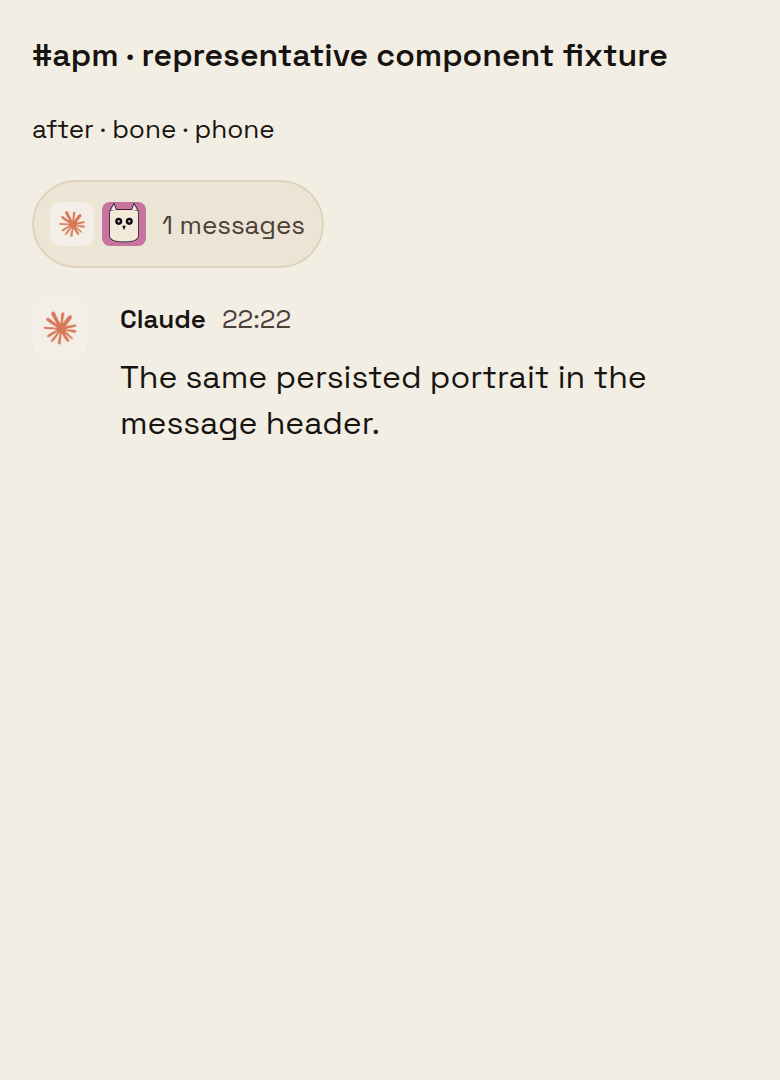 #apm · representative component fixture
after · bone · phone
1 messages
Claude 22:22
The same persisted portrait in the
message header.